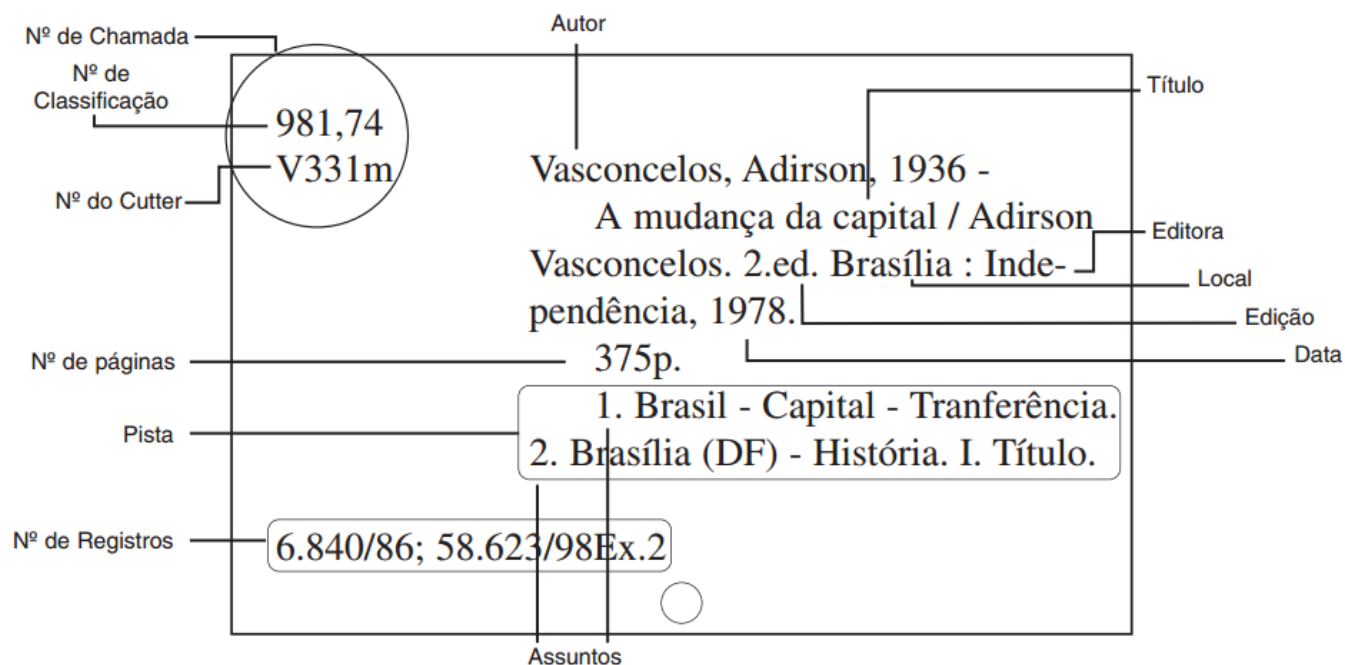 Autor
Nº de Chamada
Nº de
Classificação
Título
981,74
V331m
Vasconcelos, Adirson, 1936 -
Nº do Cutter
A mudança da capital / Adirson
Editora
Vasconcelos. 2.ed. Brasília : Inde-
Local
pendência, 1978.
Edição
Nº de páginas
375p.
Data
1. Brasil - Capital - Tranferência.
Pista
2. Brasília (DF) - História. I. Título.
Nº de Registros
6.840/86; 58.623/98Ex.2
Assuntos